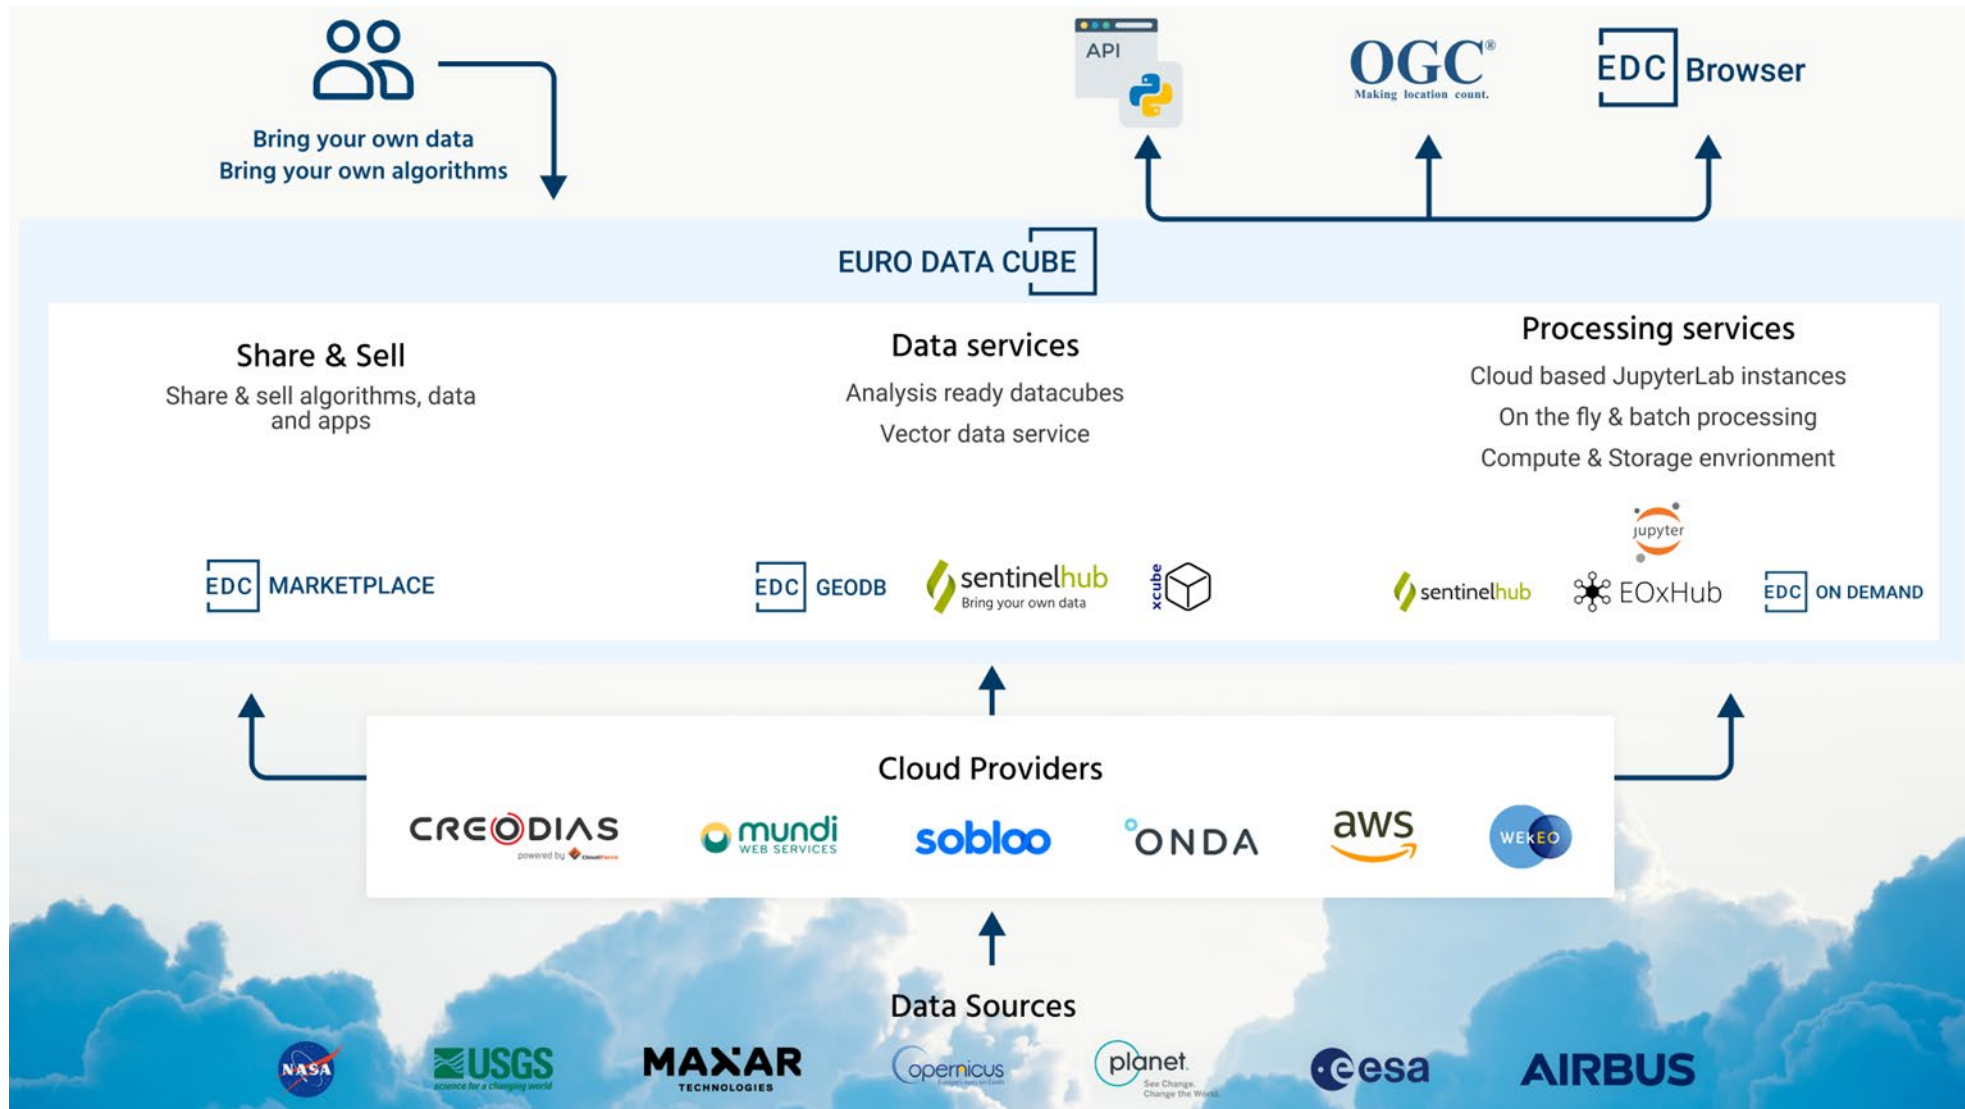 Bring your own data
Bring your own algorithms
API
OGC®
Making location count.
EDC Browser
EURO DATA CUBE
Share & Sell
Share & sell algorithms, data
and apps
EDC MARKETPLACE
Data services
Analysis ready datacubes
Vector data service
EDC GEODB
sentinelhub
Bring your own data
xcube
Processing services
Cloud based JupyterLab instances
On the fly & batch processing
Compute & Storage envrionment
jupyter
sentinelhub
EOxHub
EDC ON DEMAND
Cloud Providers
CREODIAS
powered by CloudFerro
mundi
WEB SERVICES
sobloo
ONDA
aws
WEkEO
Data Sources
NASA
USGS
science for a changing world
MAXAR
TECHNOLOGIES
opernicus
Europe's eyes on Earth
planet.
See Change.
Change the World.
esa
AIRBUS